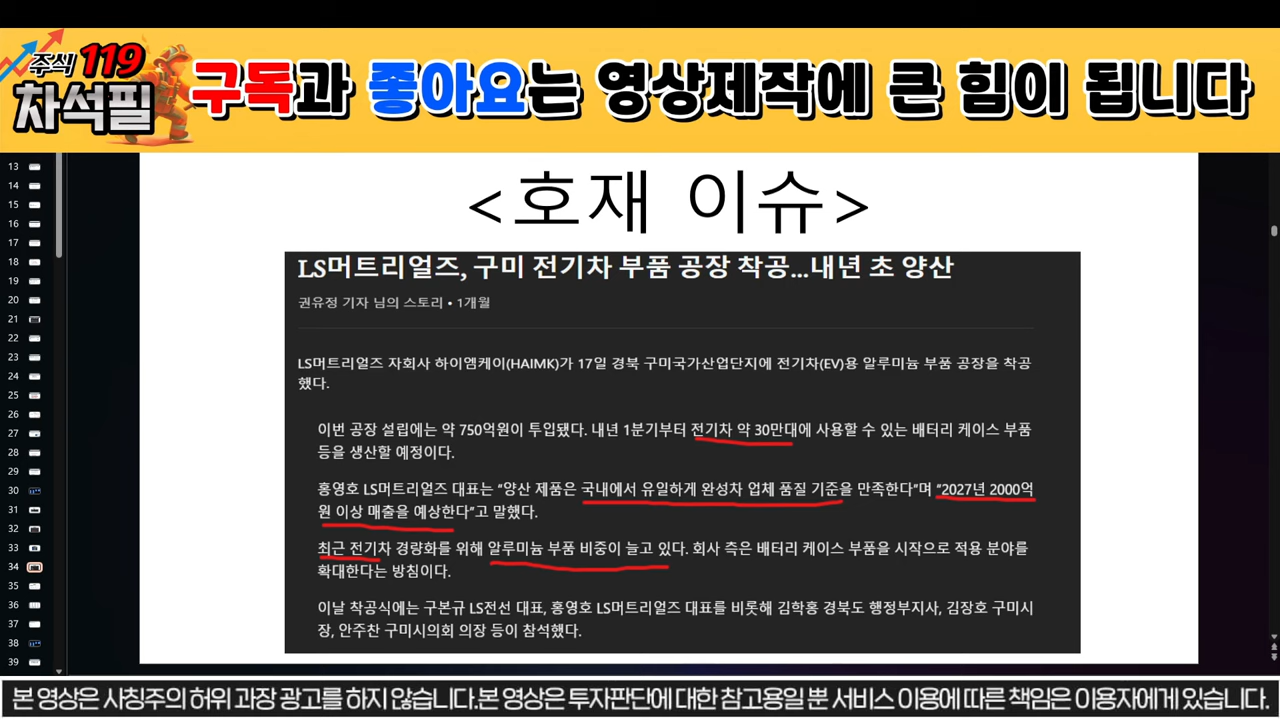 주식 119
차석필
구독과 좋아요는 영상제작에 큰 힘이 됩니다
13
14
15
16
17
18
19
20
21
22
23
24
25
26
27
28
29
30
31
32
33
34
35
36
37
38
39
<호재 이슈>
LS머트리얼즈, 구미 전기차 부품 공장 착공...내년 초 양산
권유정 기자 님의 스토리 • 1개월
LS머트리얼즈 자회사 하이엠케이(HAIMK)가 17일 경북 구미국가산업단지에 전기차(EV)용 알루미늄 부품 공장을 착공
했다.
이번 공장 설립에는 약 750억원이 투입됐다. 내년 1분기부터 전기차 약 30만대에 사용할 수 있는 배터리 케이스 부품
등을 생산할 예정이다.
홍영호 LS머트리얼즈 대표는 “양산 제품은 국내에서 유일하게 완성차 업체 품질 기준을 만족한다”며 “2027년 2000억
원 이상 매출을 예상한다”고 말했다.
최근 전기차 경량화를 위해 알루미늄 부품 비중이 늘고 있다. 회사 측은 배터리 케이스 부품을 시작으로 적용 분야를
확대한다는 방침이다.
이날 착공식에는 구본규 LS전선 대표, 홍영호 LS머트리얼즈 대표를 비롯해 김학홍 경북도 행정부지사, 김장호 구미시
장, 안주찬 구미시의회 의장 등이 참석했다.
본 영상은 사칭주의 허위 과장 광고를 하지 않습니다.본 영상은 투자판단에 대한 참고용일 뿐 서비스 이용에 따른 책임은 이용자에게 있습니다.